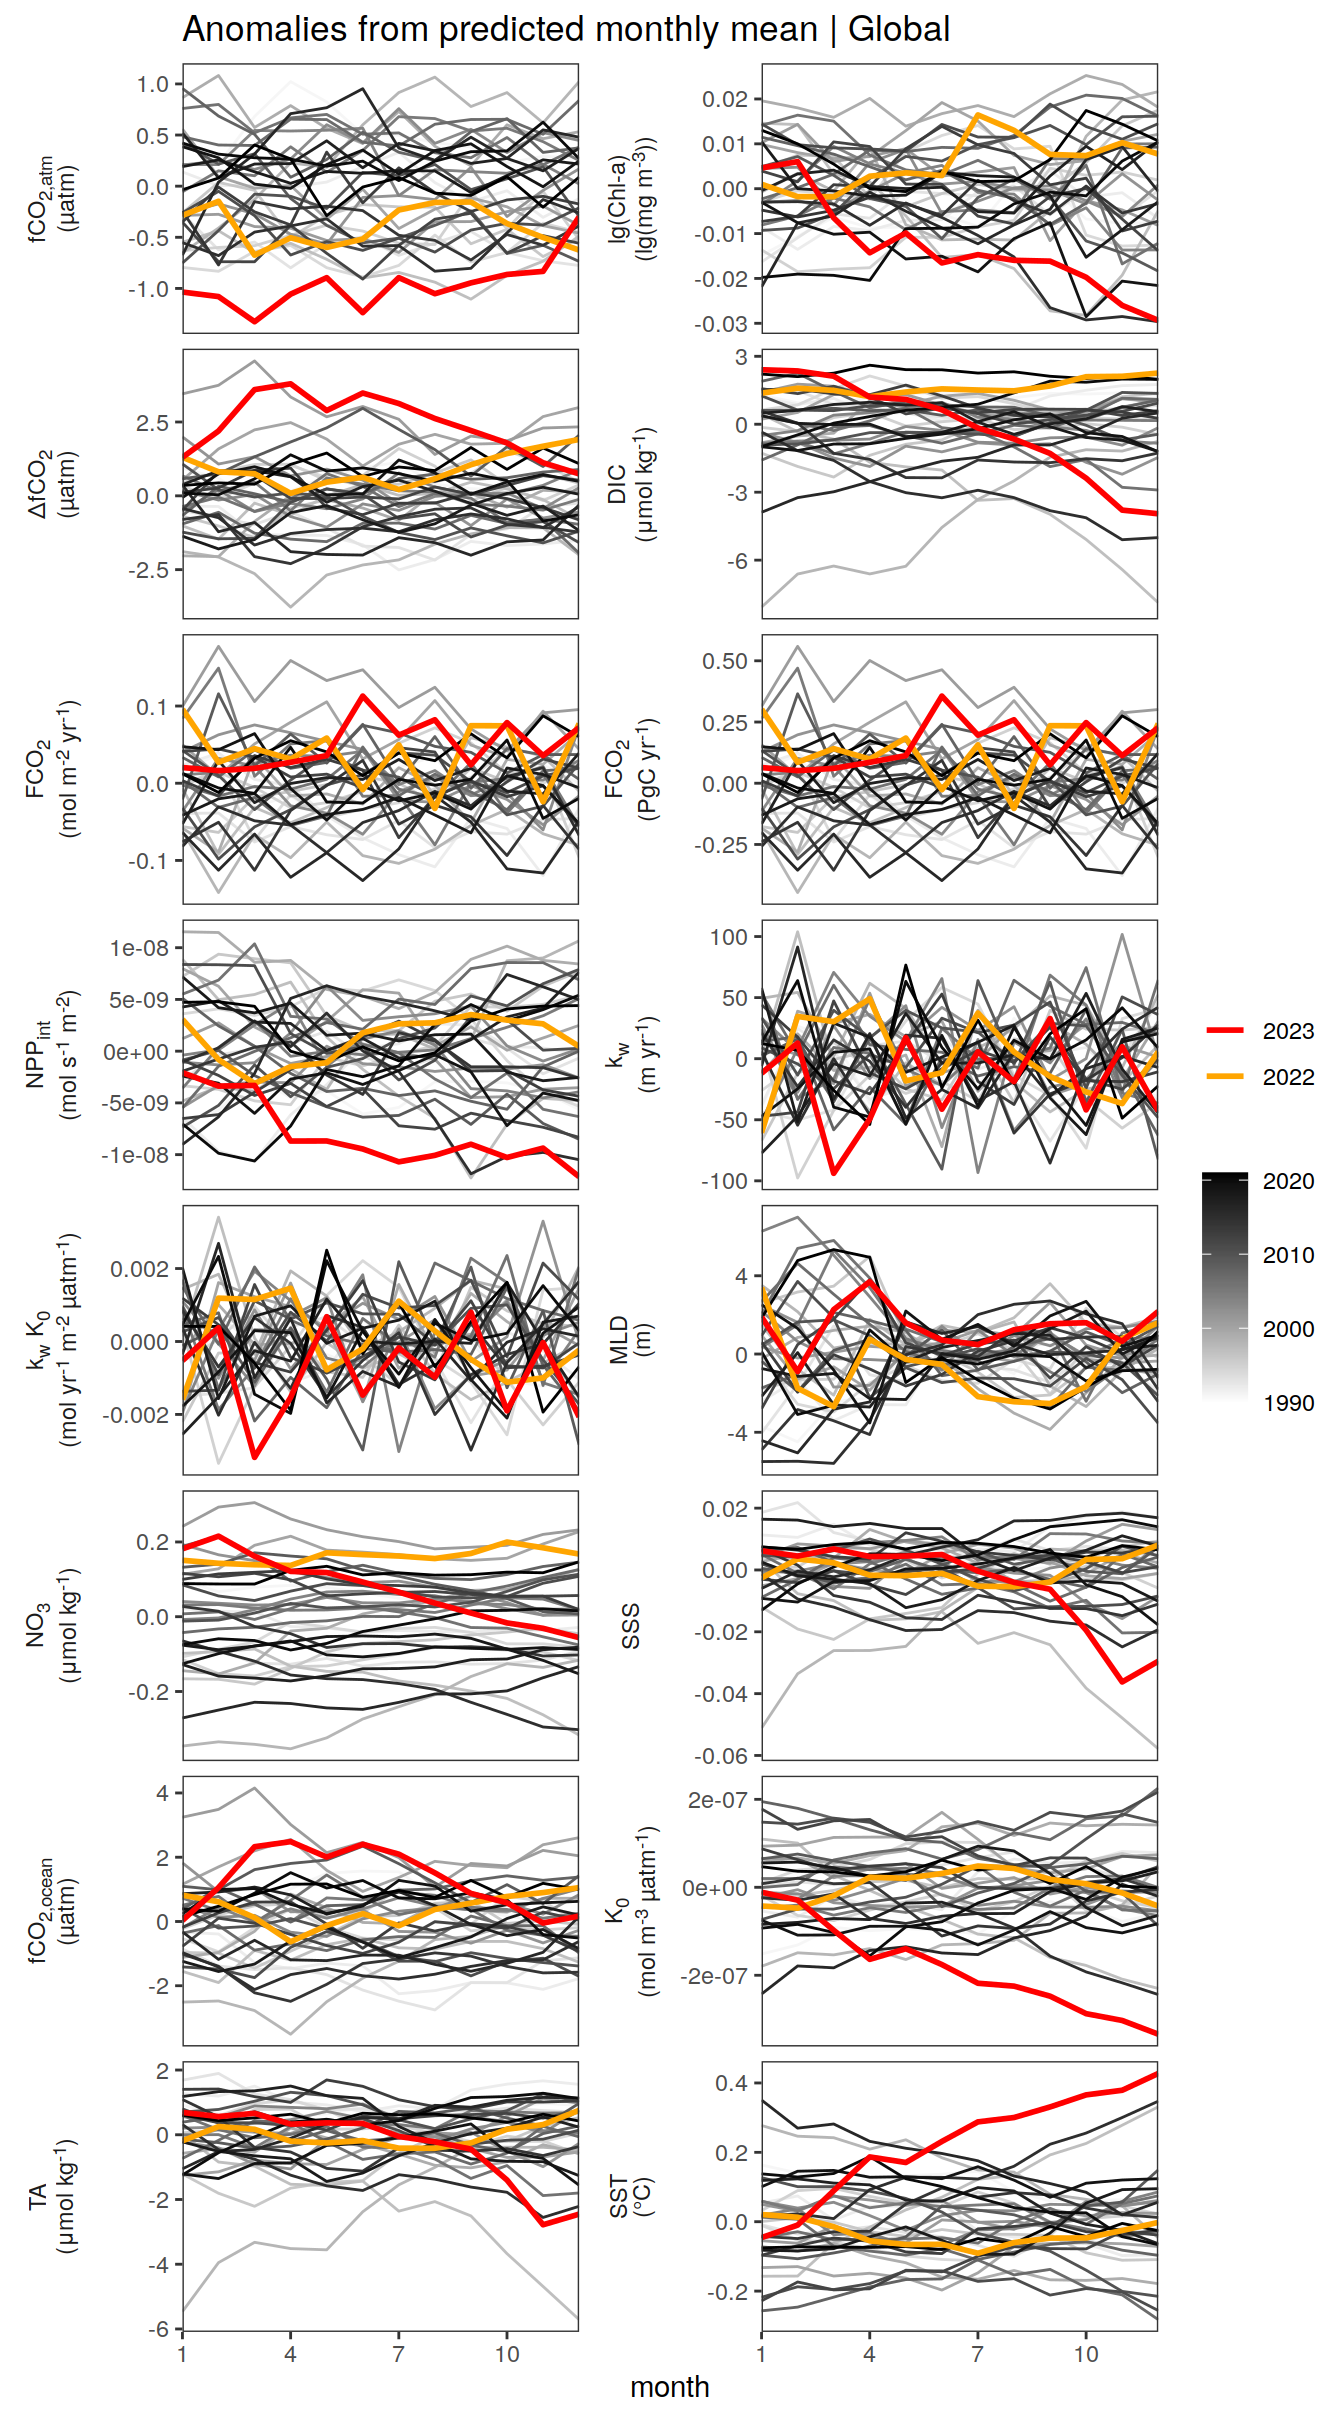 Anomalies from predicted monthly mean | Global
fCO2,atm
(µatm)
1.0
0.5
0.0
-0.5
-1.0
lg(Chl-a)
(lg(mg m-3))
0.02
0.01
0.00
-0.01
-0.02
-0.03
ΔfCO2
(µatm)
2.5
0.0
-2.5
DIC
(µmol kg-1)
3
0
-3
-6
FCO2
(mol m-2 yr-1)
0.1
0.0
-0.1
FCO2
(PgC yr-1)
0.50
0.25
0.00
-0.25
NPPint
(mol s-1 m-2)
1e-08
5e-09
0e+00
-5e-09
-1e-08
kw
(m yr-1)
100
50
0
-50
-100
kw K0
(mol yr-1 m-2 µatm-1)
0.002
0.000
-0.002
MLD
(m)
4
0
-4
NO3
(µmol kg-1)
0.2
0.0
-0.2
SSS
0.02
0.00
-0.02
-0.04
-0.06
fCO2,ocean
(µatm)
4
2
0
-2
K0
(mol m-3 µatm-1)
2e-07
0e+00
-2e-07
TA
(µmol kg-1)
2
0
-2
-4
-6
SST
(°C)
0.4
0.2
0.0
-0.2
1 4 7 10
1 4 7 10
month
2023
2022
2020
2010
2000
1990